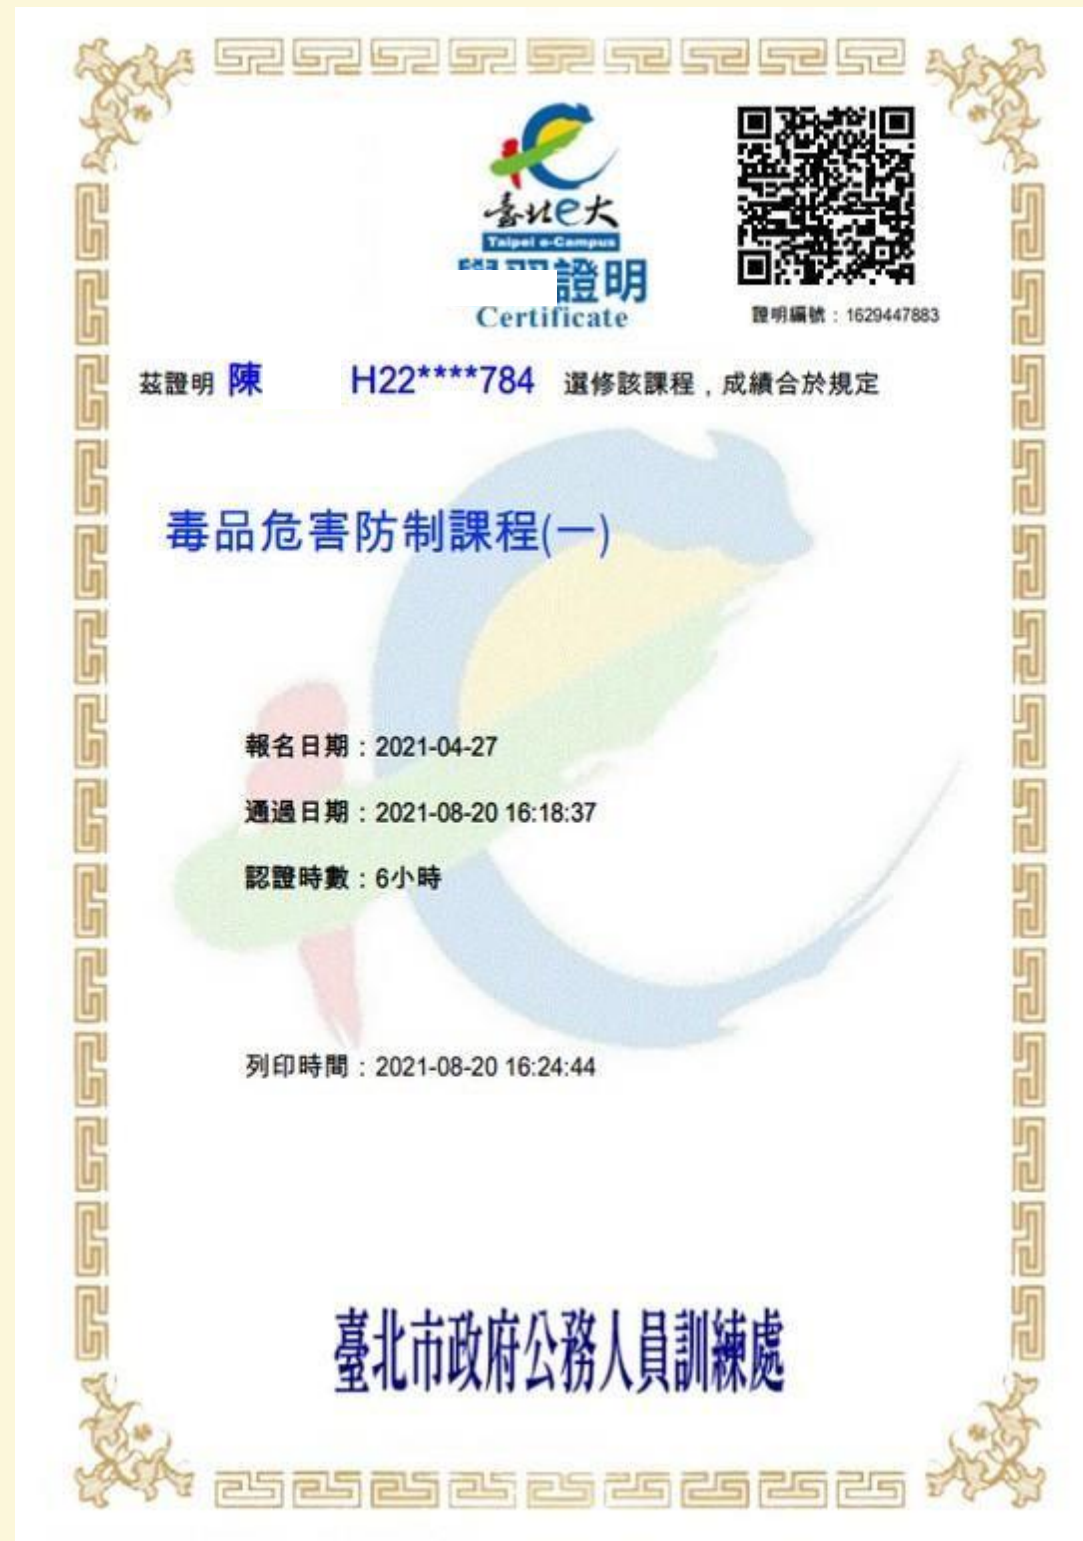 臺北e大
Taipei e-Campus
證明
Certificate
證明編號：1629447883
茲證明 陳 H22****784 選修該課程，成績合於規定
毒品危害防制課程(一)
報名日期：2021-04-27
通過日期：2021-08-20 16:18:37
認證時數：6小時
列印時間：2021-08-20 16:24:44
臺北市政府公務人員訓練處